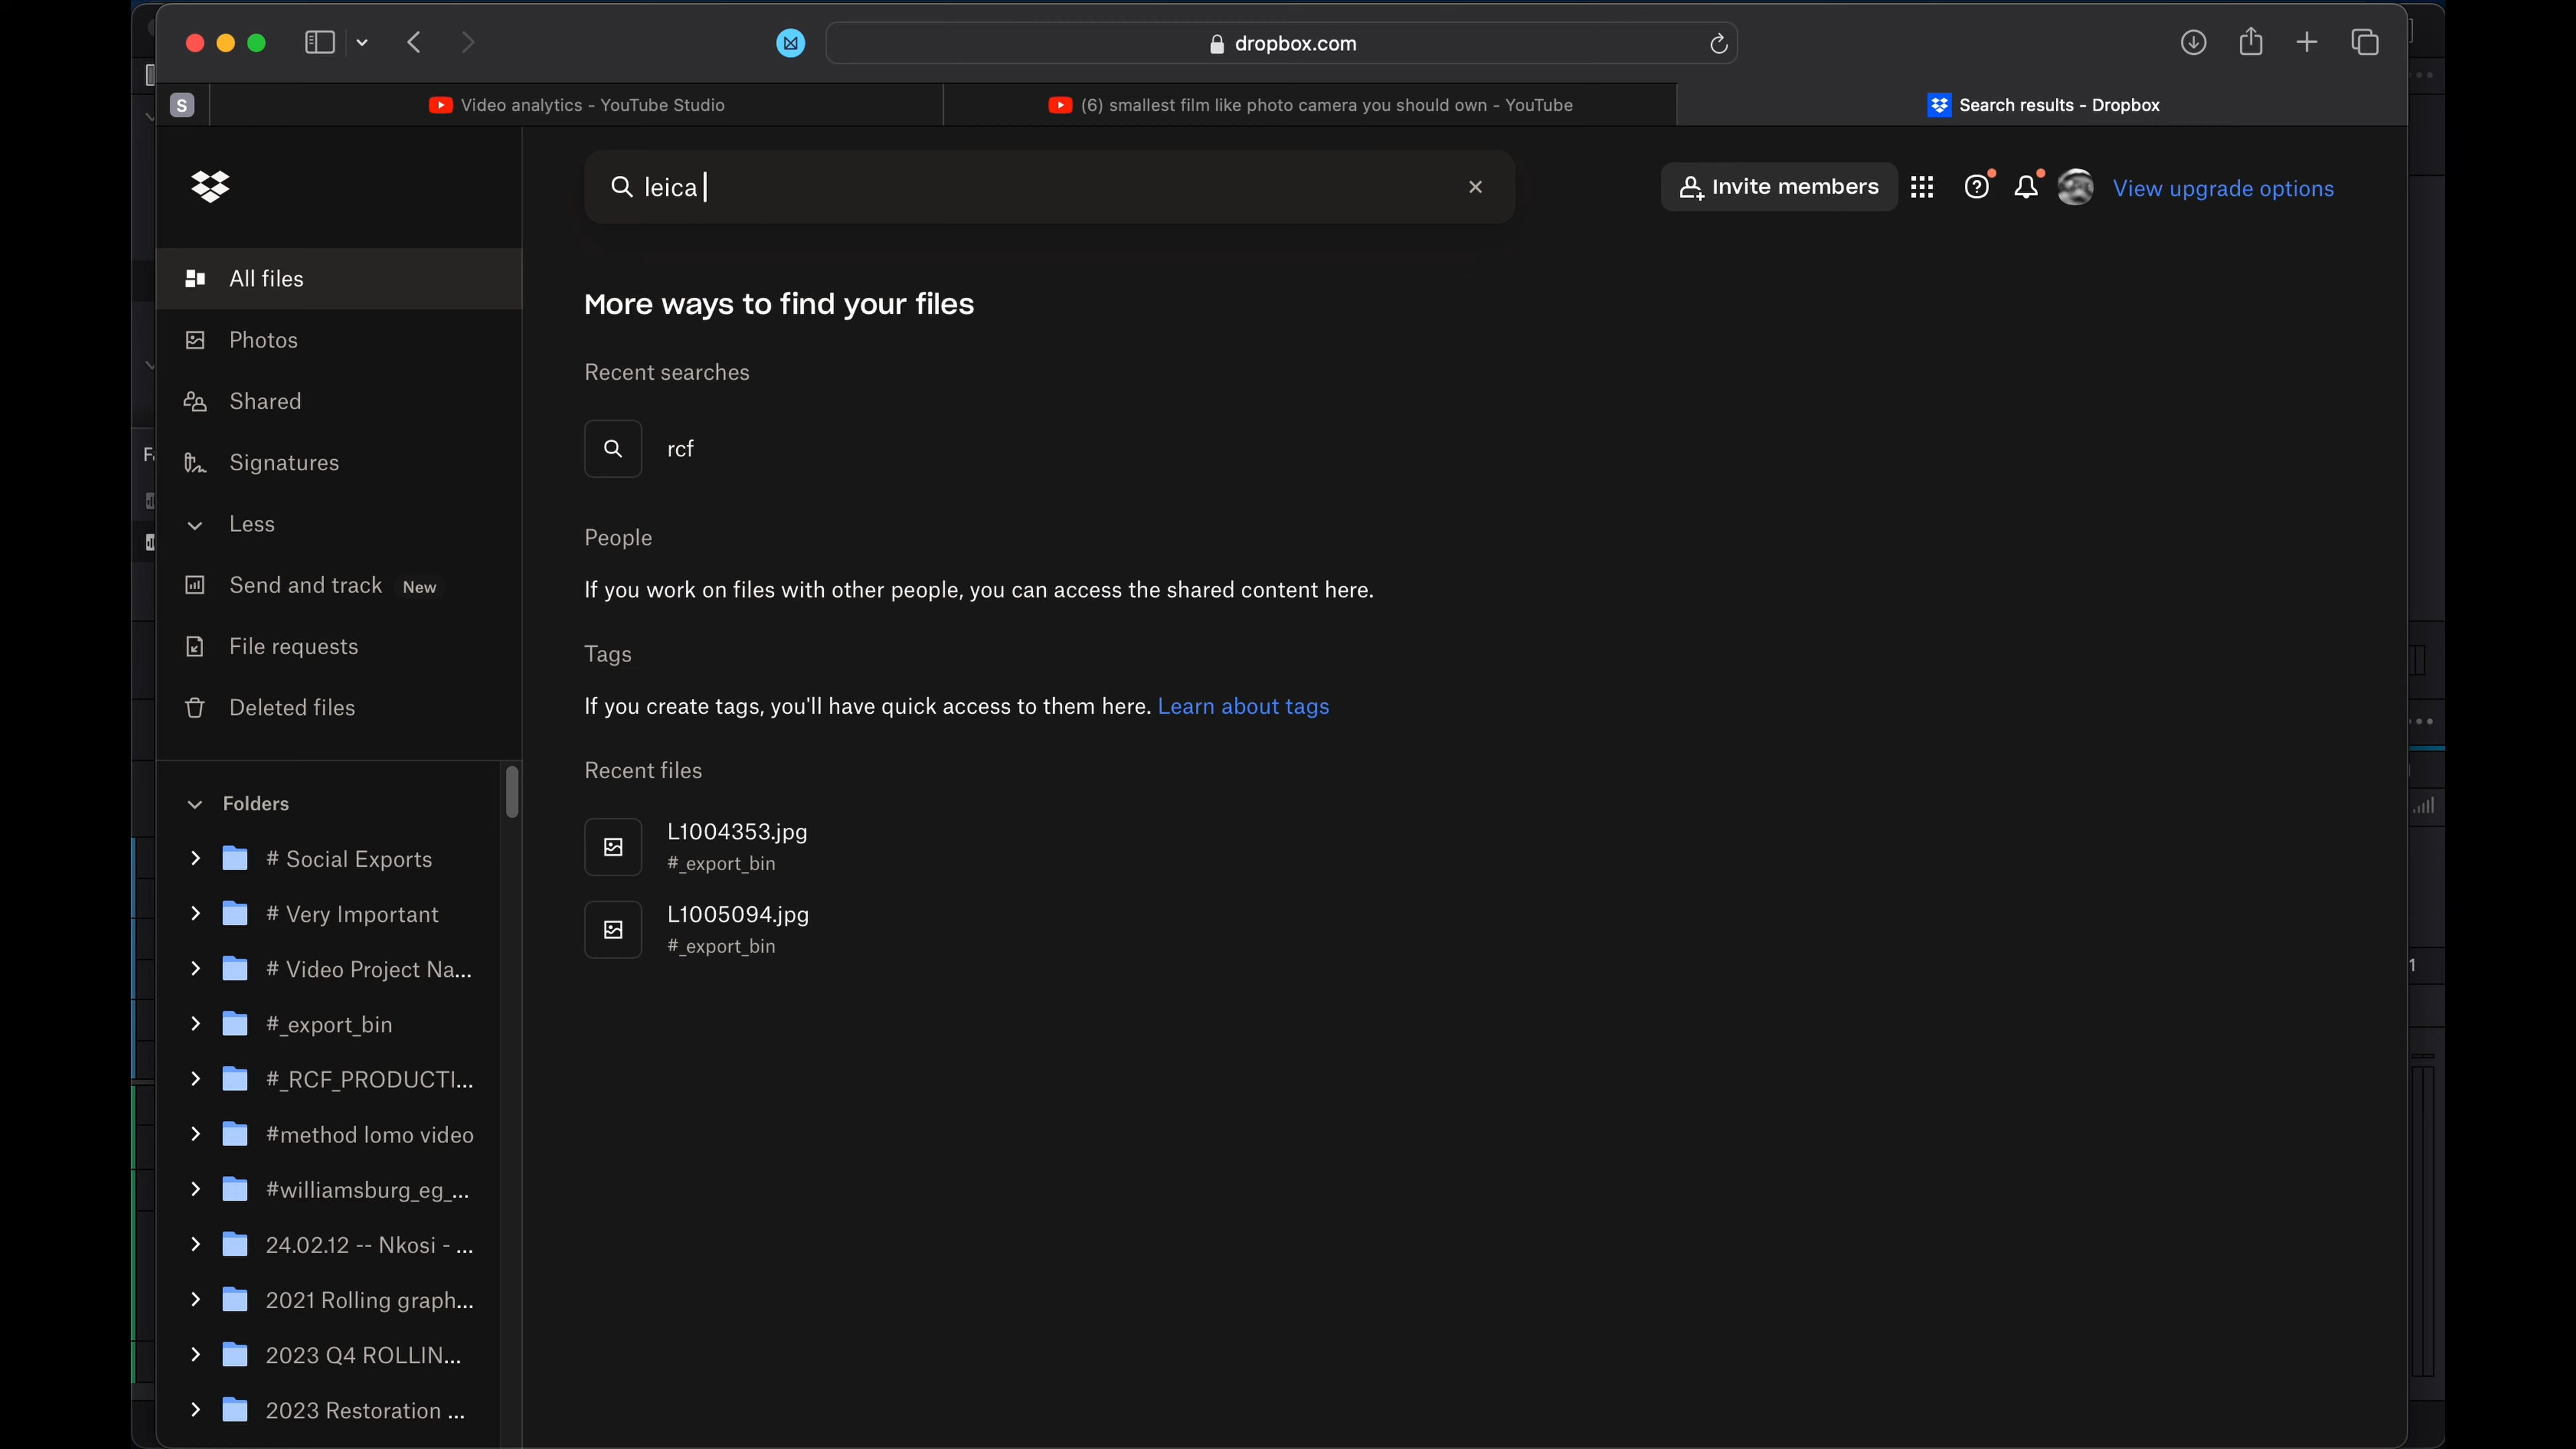 dropbox.com
S
Video analytics - YouTube Studio
(6) smallest film like photo camera you should own - YouTube
Search results - Dropbox
leica
Invite members
View upgrade options
All files
Photos
Shared
Signatures
Less
Send and track New
File requests
Deleted files
Folders
# Social Exports
# Very Important
# Video Project Na...
#_export_bin
#_RCF_PRODUCTI...
#method lomo video
#williamsburg_eg_...
24.02.12 -- Nkosi - ...
2021 Rolling graph...
2023 Q4 ROLLIN...
2023 Restoration ...
More ways to find your files
Recent searches
rcf
People
If you work on files with other people, you can access the shared content here.
Tags
If you create tags, you'll have quick access to them here. Learn about tags
Recent files
L1004353.jpg
#_export_bin
L1005094.jpg
#_export_bin